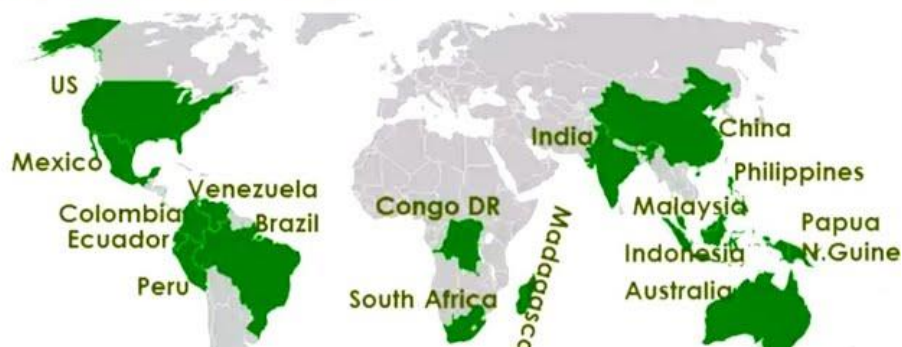 US
Mexico
Venezuela
Colombia
Ecuador
Brazil
Peru
Congo DR
South Africa
Madagasc
India
China
Philippines
Malaysia
Indonesia
Papua
N.Guine
Australia